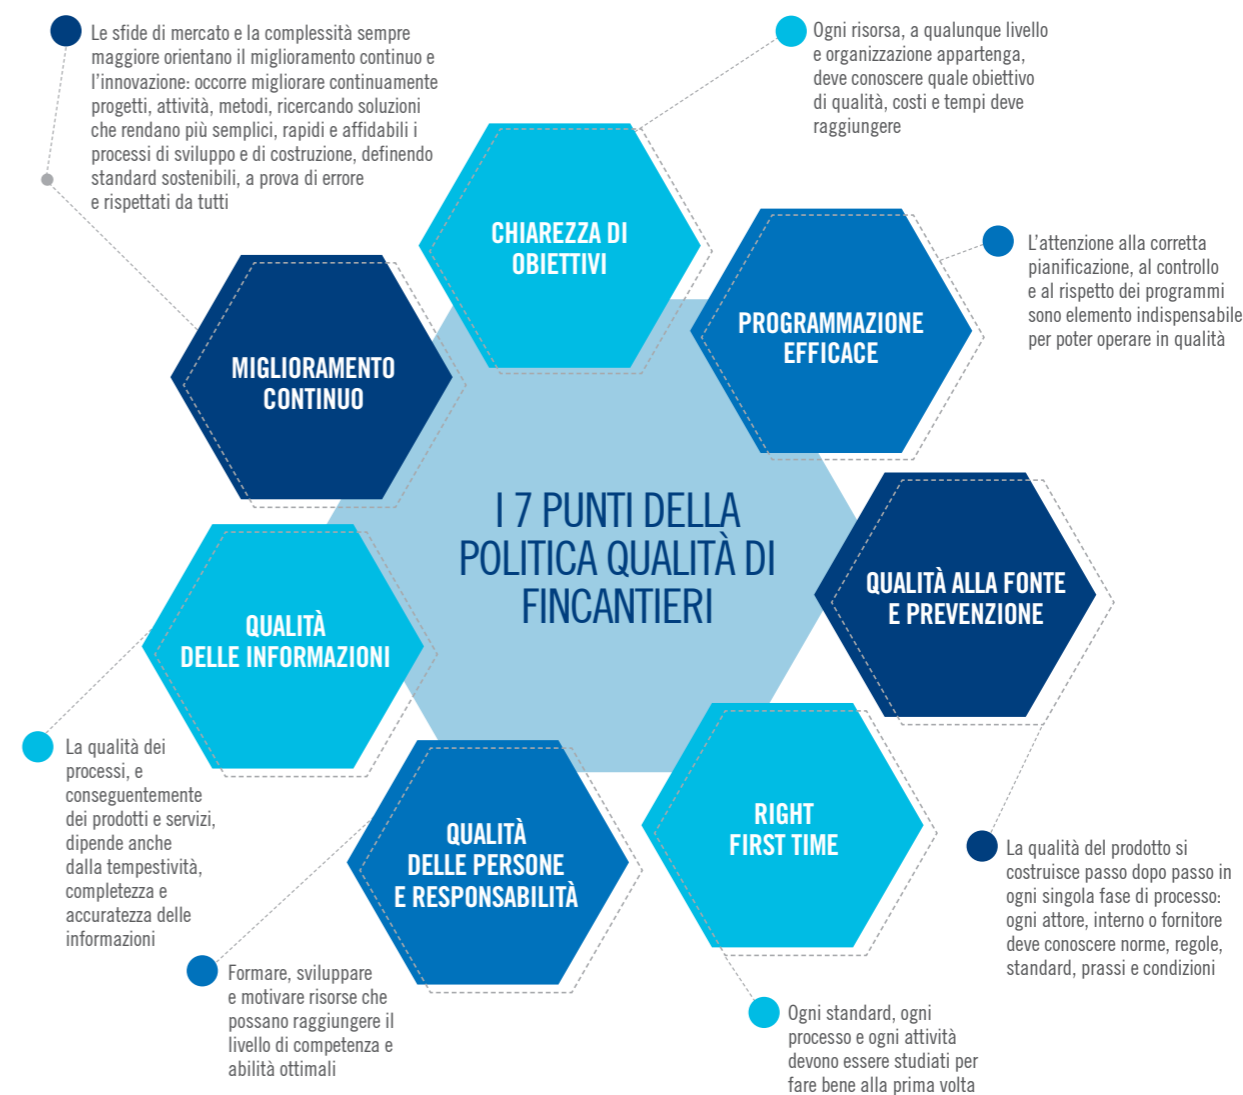 Le sfide di mercato e la complessità sempre
maggiore orientano il miglioramento continuo e
l'innovazione: occorre migliorare continuamente
progetti, attività, metodi, ricercando soluzioni
che rendano più semplici, rapidi e affidabili i
processi di sviluppo e di costruzione, definendo
standard sostenibili, a prova di errore
e rispettati da tutti
Ogni risorsa, a qualunque livello
e organizzazione appartenga,
deve conoscere quale obiettivo
di qualità, costi e tempi deve
raggiungere
CHIAREZZA DI
OBIETTIVI
L'attenzione alla corretta
pianificazione, al controllo
e al rispetto dei programmi
sono elemento indispensabile
per poter operare in qualità
PROGRAMMAZIONE
EFFICACE
MIGLIORAMENTO
CONTINUO
I 7 PUNTI DELLA
POLITICA QUALITÀ DI
FINCANTIERI
QUALITÀ ALLA FONTE
E PREVENZIONE
QUALITÀ
DELLE INFORMAZIONI
La qualità dei
processi, e
conseguentemente
dei prodotti e servizi,
dipende anche
dalla tempestività,
completezza e
accuratezza delle
informazioni
QUALITÀ
DELLE PERSONE
E RESPONSABILITÀ
RIGHT
FIRST TIME
La qualità del prodotto si
costruisce passo dopo passo in
ogni singola fase di processo:
ogni attore, interno o fornitore
deve conoscere norme, regole,
standard, prassi e condizioni
Formare, sviluppare
e motivare risorse che
possano raggiungere il
livello di competenza e
abilità ottimali
Ogni standard, ogni
processo e ogni attività
devono essere studiati per
fare bene alla prima volta